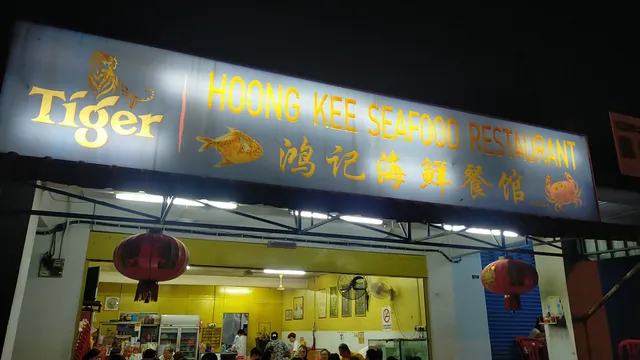 Tiger
HOONG KEE SEAFOOD RESTAURANT
鸿记海鲜餐馆